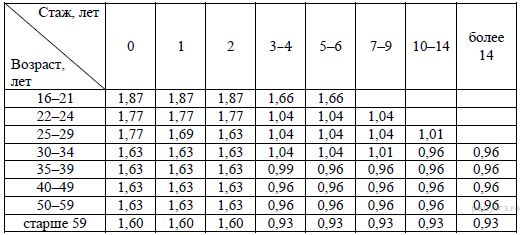 Стаж, лет
Возраст, лет
0 1 2 3–4 5–6 7–9 10–14 более 14
16–21 1,87 1,87 1,87 1,66 1,66
22–24 1,77 1,77 1,77 1,04 1,04 1,04
25–29 1,77 1,69 1,63 1,04 1,04 1,04 1,01
30–34 1,63 1,63 1,63 1,04 1,04 1,01 0,96 0,96
35–39 1,63 1,63 1,63 0,99 0,96 0,96 0,96 0,96
40–49 1,63 1,63 1,63 0,96 0,96 0,96 0,96 0,96
50–59 1,63 1,63 1,63 0,96 0,96 0,96 0,96 0,96
старше 59 1,60 1,60 1,60 0,93 0,93 0,93 0,93 0,93